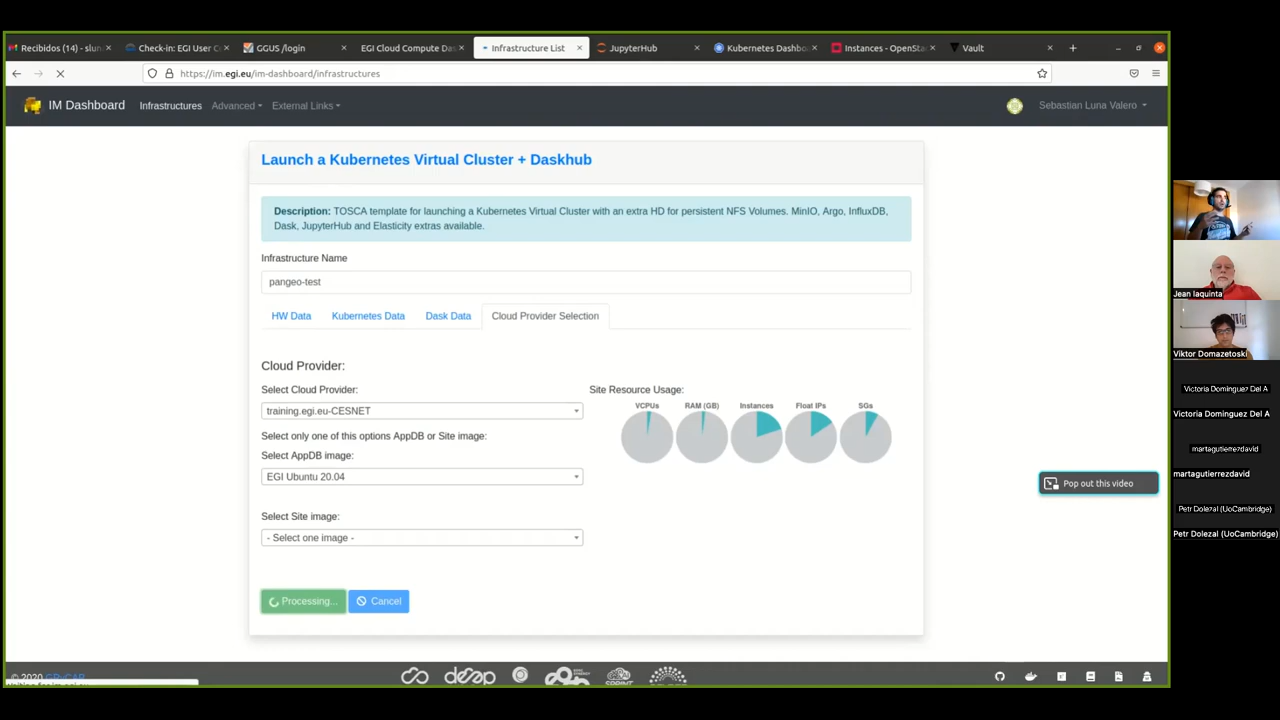 Recibidos (14) - slun
Check-in: EGI User C
GGUS /login
EGI Cloud Compute Das
Infrastructure List
JupyterHub
Kubernetes Dashbo
Instances - OpenSta
Vault
https://im.egi.eu/im-dashboard/infrastructures
IM Dashboard
Infrastructures
Advanced
External Links
Sebastian Luna Valero
Launch a Kubernetes Virtual Cluster + Daskhub
Description: TOSCA template for launching a Kubernetes Virtual Cluster with an extra HD for persistent NFS Volumes. MinIO, Argo, InfluxDB,
Dask, JupyterHub and Elasticity extras available.
Infrastructure Name
pangeo-test
HW Data
Kubernetes Data
Dask Data
Cloud Provider Selection
Cloud Provider:
Select Cloud Provider:
training.egi.eu-CESNET
Select only one of this options AppDB or Site image:
Select AppDB image:
EGI Ubuntu 20.04
Select Site image:
- Select one image -
Site Resource Usage:
VCPUs
RAM (GB)
Instances
Float IPs
SGs
Processing...
Cancel
Pop out this video
© 2020 GRyCAP
deep
Jean Iaquinta
Viktor Domazetoski
Victoria Dominguez Del A
Victoria Dominguez Del A
martagutierrezdavid
martagutierrezdavid
Petr Dolezal (UoCambridge)
Petr Dolezal (UoCambridge)